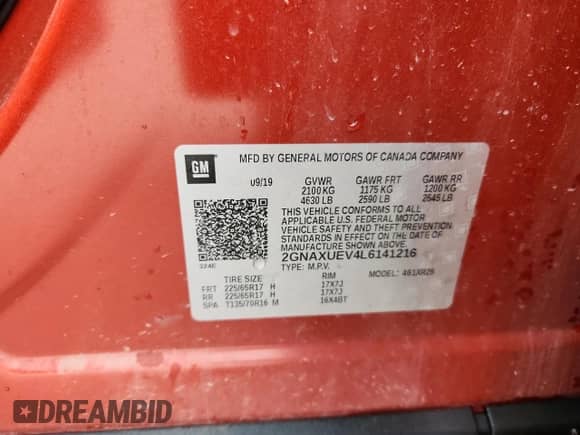 GM
MFD BY GENERAL MOTORS OF CANADA COMPANY
09/19 GVWR GAWR FRT GAWR RR
2100 KG 1175 KG 1200 KG
4630 LB 2590 LB 2645 LB
THIS VEHICLE CONFORMS TO ALL
APPLICABLE U.S. FEDERAL MOTOR
VEHICLE SAFETY AND THEFT PREVENTION
STANDARDS IN EFFECT ON THE DATE OF
MANUFACTURE SHOWN ABOVE.
2GNAXUEV4L6141216
TYPE: M.P.V. MODEL: 461XR26
TIRE SIZE RIM
FRT 225/65R17 H 17X7J
RR 225/65R17 H 17X7J
SPA T135/70R16 M 16X4BT
DREAMBID